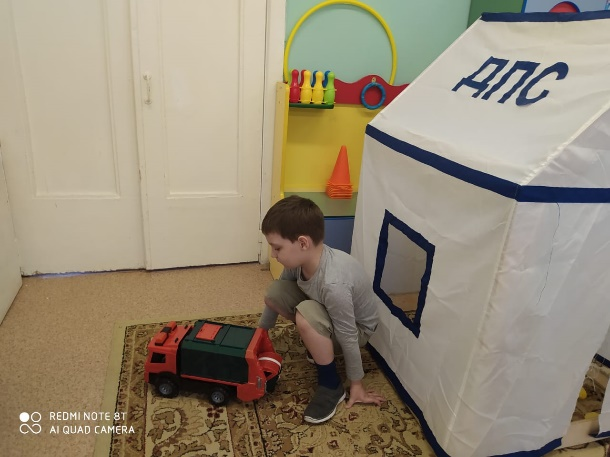 ДПС
REDMI NOTE 8T
AI QUAD CAMERA